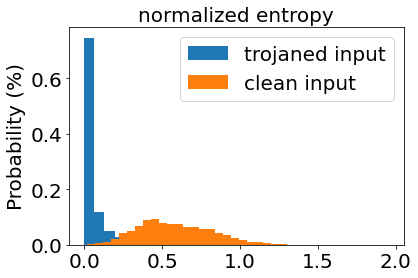 normalized entropy
trojaned input
clean input
Probability (%)
0.6
0.4
0.2
0.0
0.0 0.5 1.0 1.5 2.0